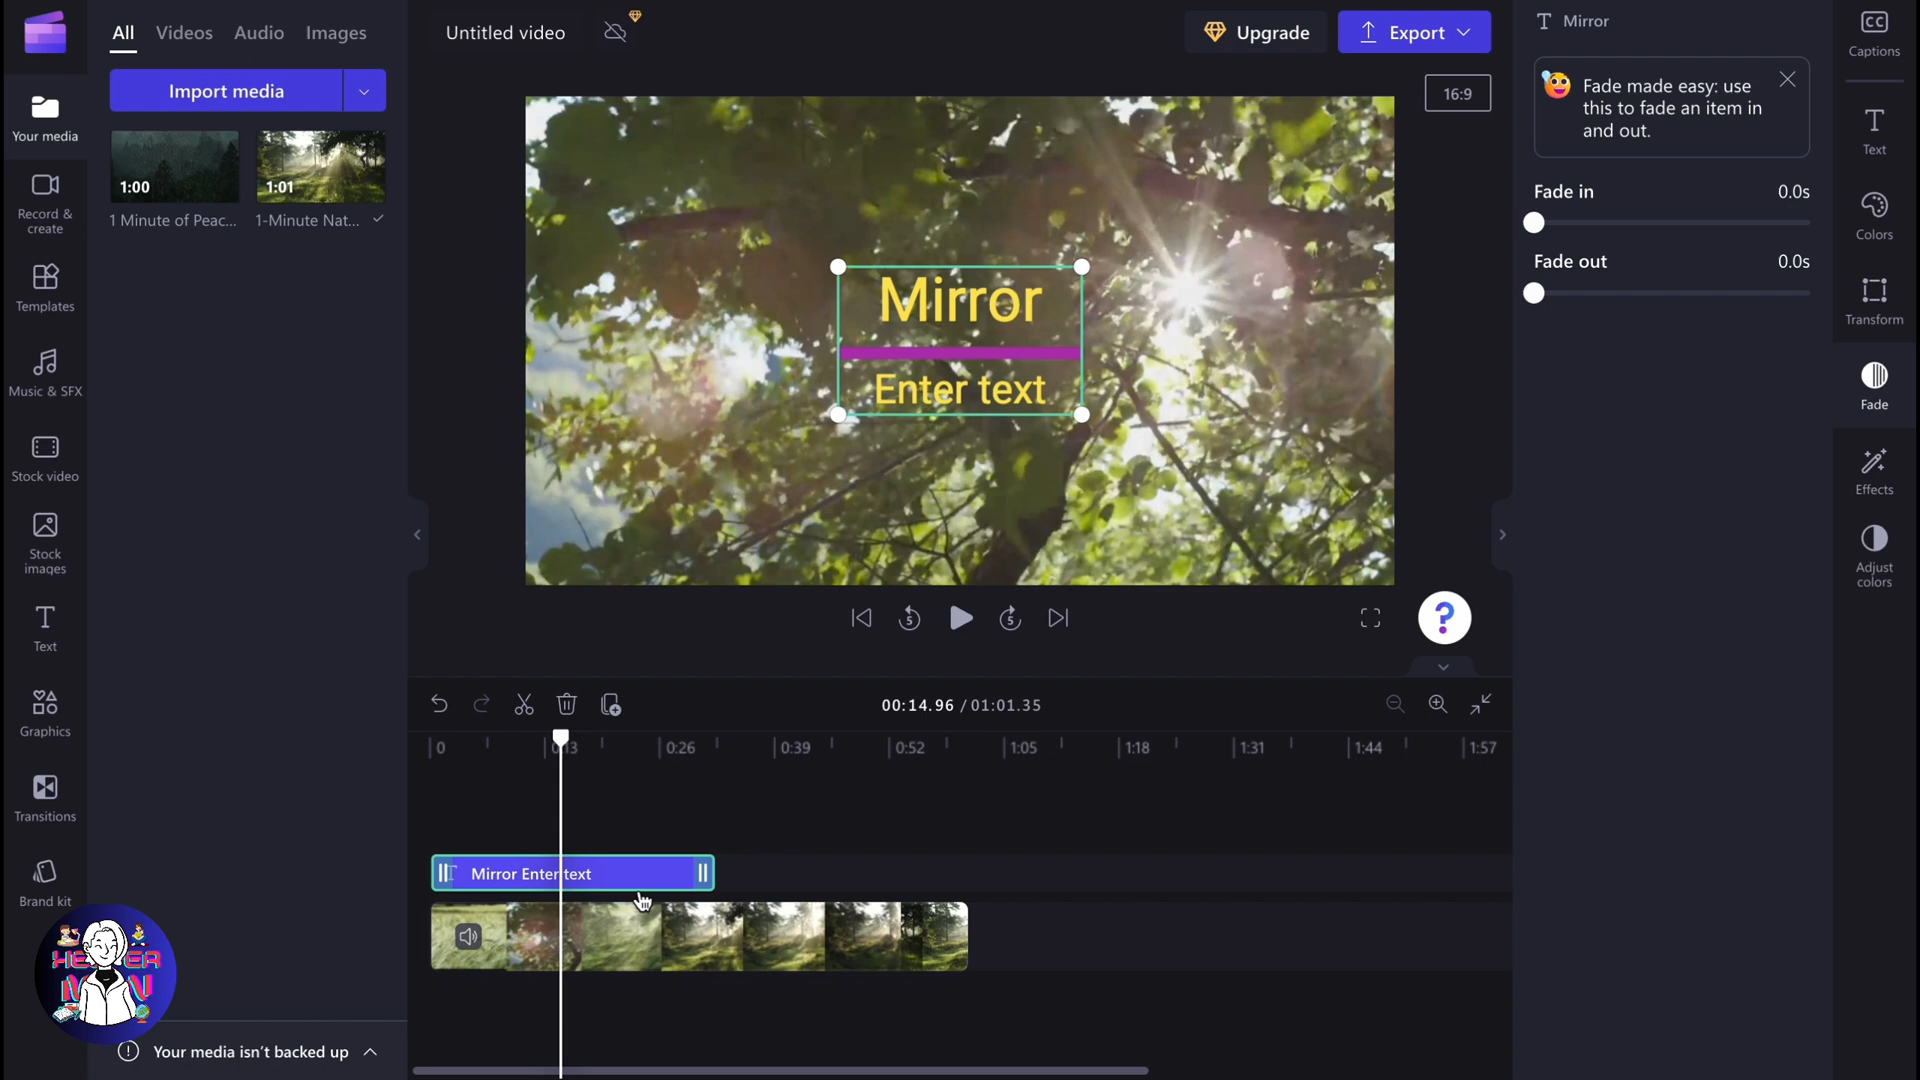 All Videos Audio Images
Import media
1:00
1 Minute of Peac...
1:01
1-Minute Nat...
Your media
Record &
create
Templates
Music & SFX
Stock video
Stock
images
Text
Graphics
Transitions
Brand kit
Your media isn't backed up
Untitled video
Upgrade
Export
16:9
Mirror
Enter text
5
5
?
00:14.96 / 01:01.35
0 0:13 0:26 0:39 0:52 1:05 1:18 1:31 1:44 1:57
T Mirror Enter text
T Mirror
Fade made easy: use
this to fade an item in
and out.
Fade in 0.0s
Fade out 0.0s
CC
Captions
Text
Colors
Transform
Fade
Effects
Adjust
colors